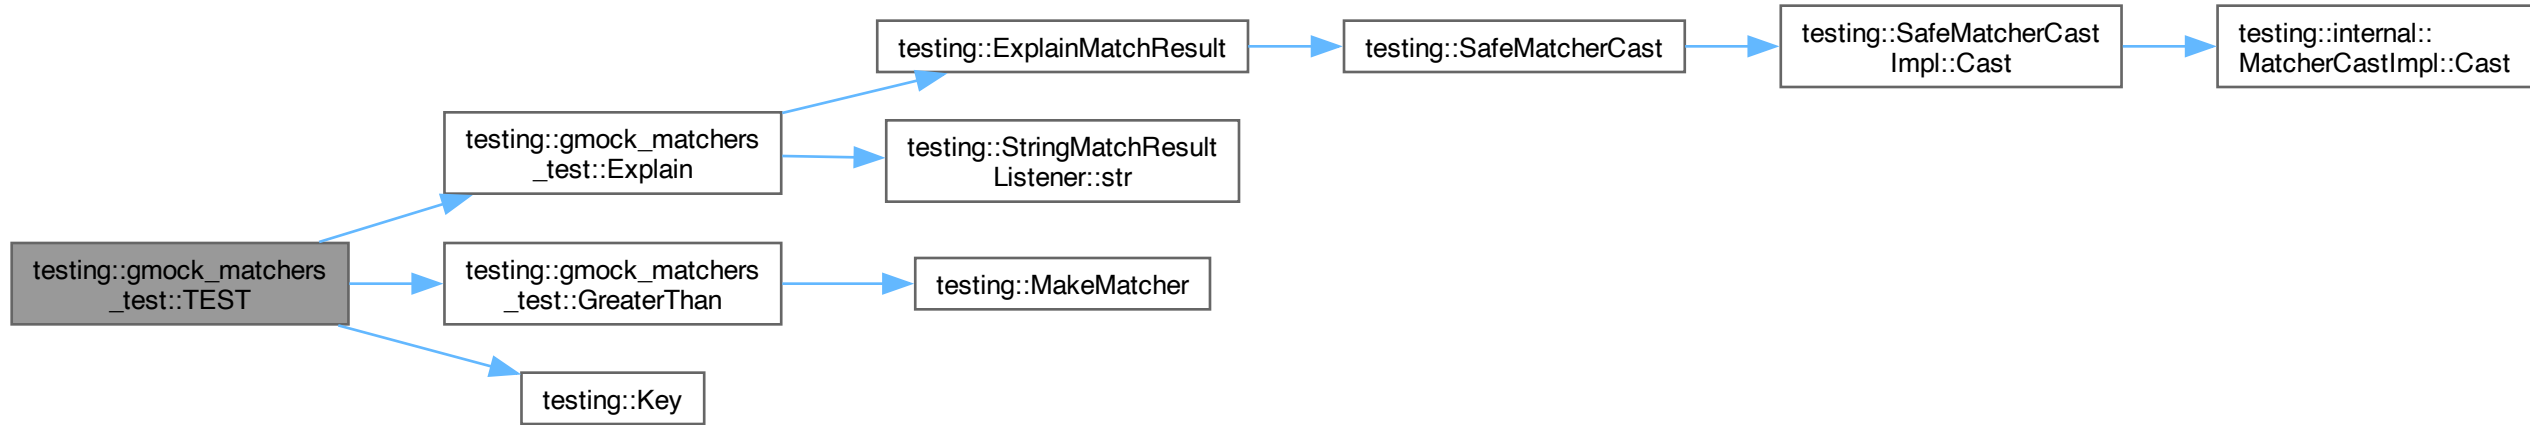 testing::gmock_matchers
_test::TEST
testing::gmock_matchers
_test::Explain
testing::ExplainMatchResult
testing::SafeMatcherCast
testing::SafeMatcherCast
Impl::Cast
testing::internal::
MatcherCastImpl::Cast
testing::StringMatchResult
Listener::str
testing::gmock_matchers
_test::GreaterThan
testing::MakeMatcher
testing::Key